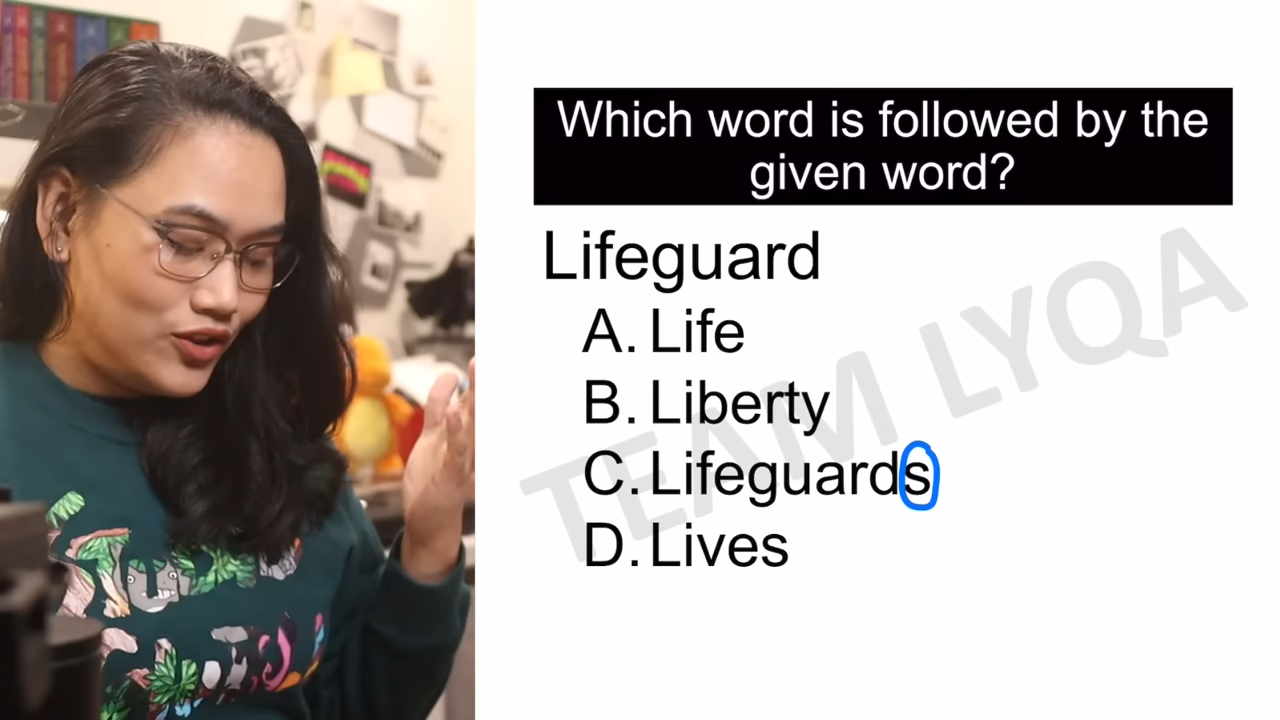 Which word is followed by the
given word?
Lifeguard
A. Life
B. Liberty
C. Lifeguards
D. Lives
TEAM LYQA